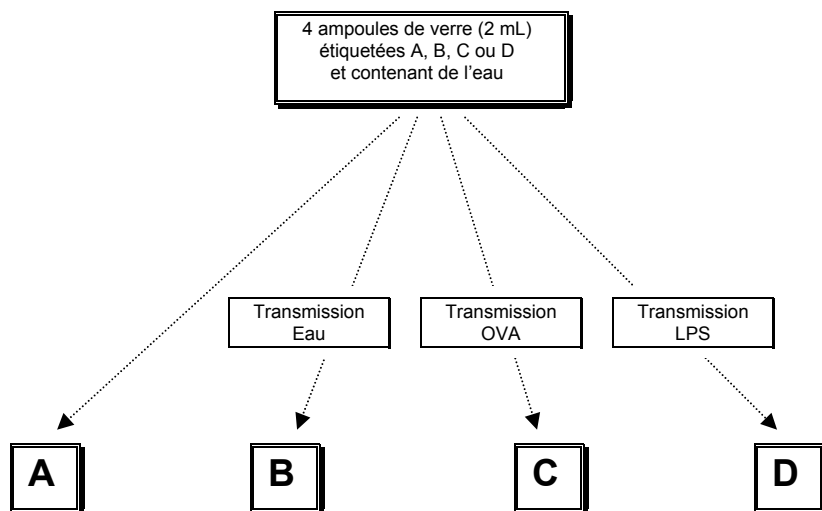 4 ampoules de verre (2 mL)
étiquetées A, B, C ou D
et contenant de l'eau
Transmission
Eau
Transmission
OVA
Transmission
LPS
A
B
C
D